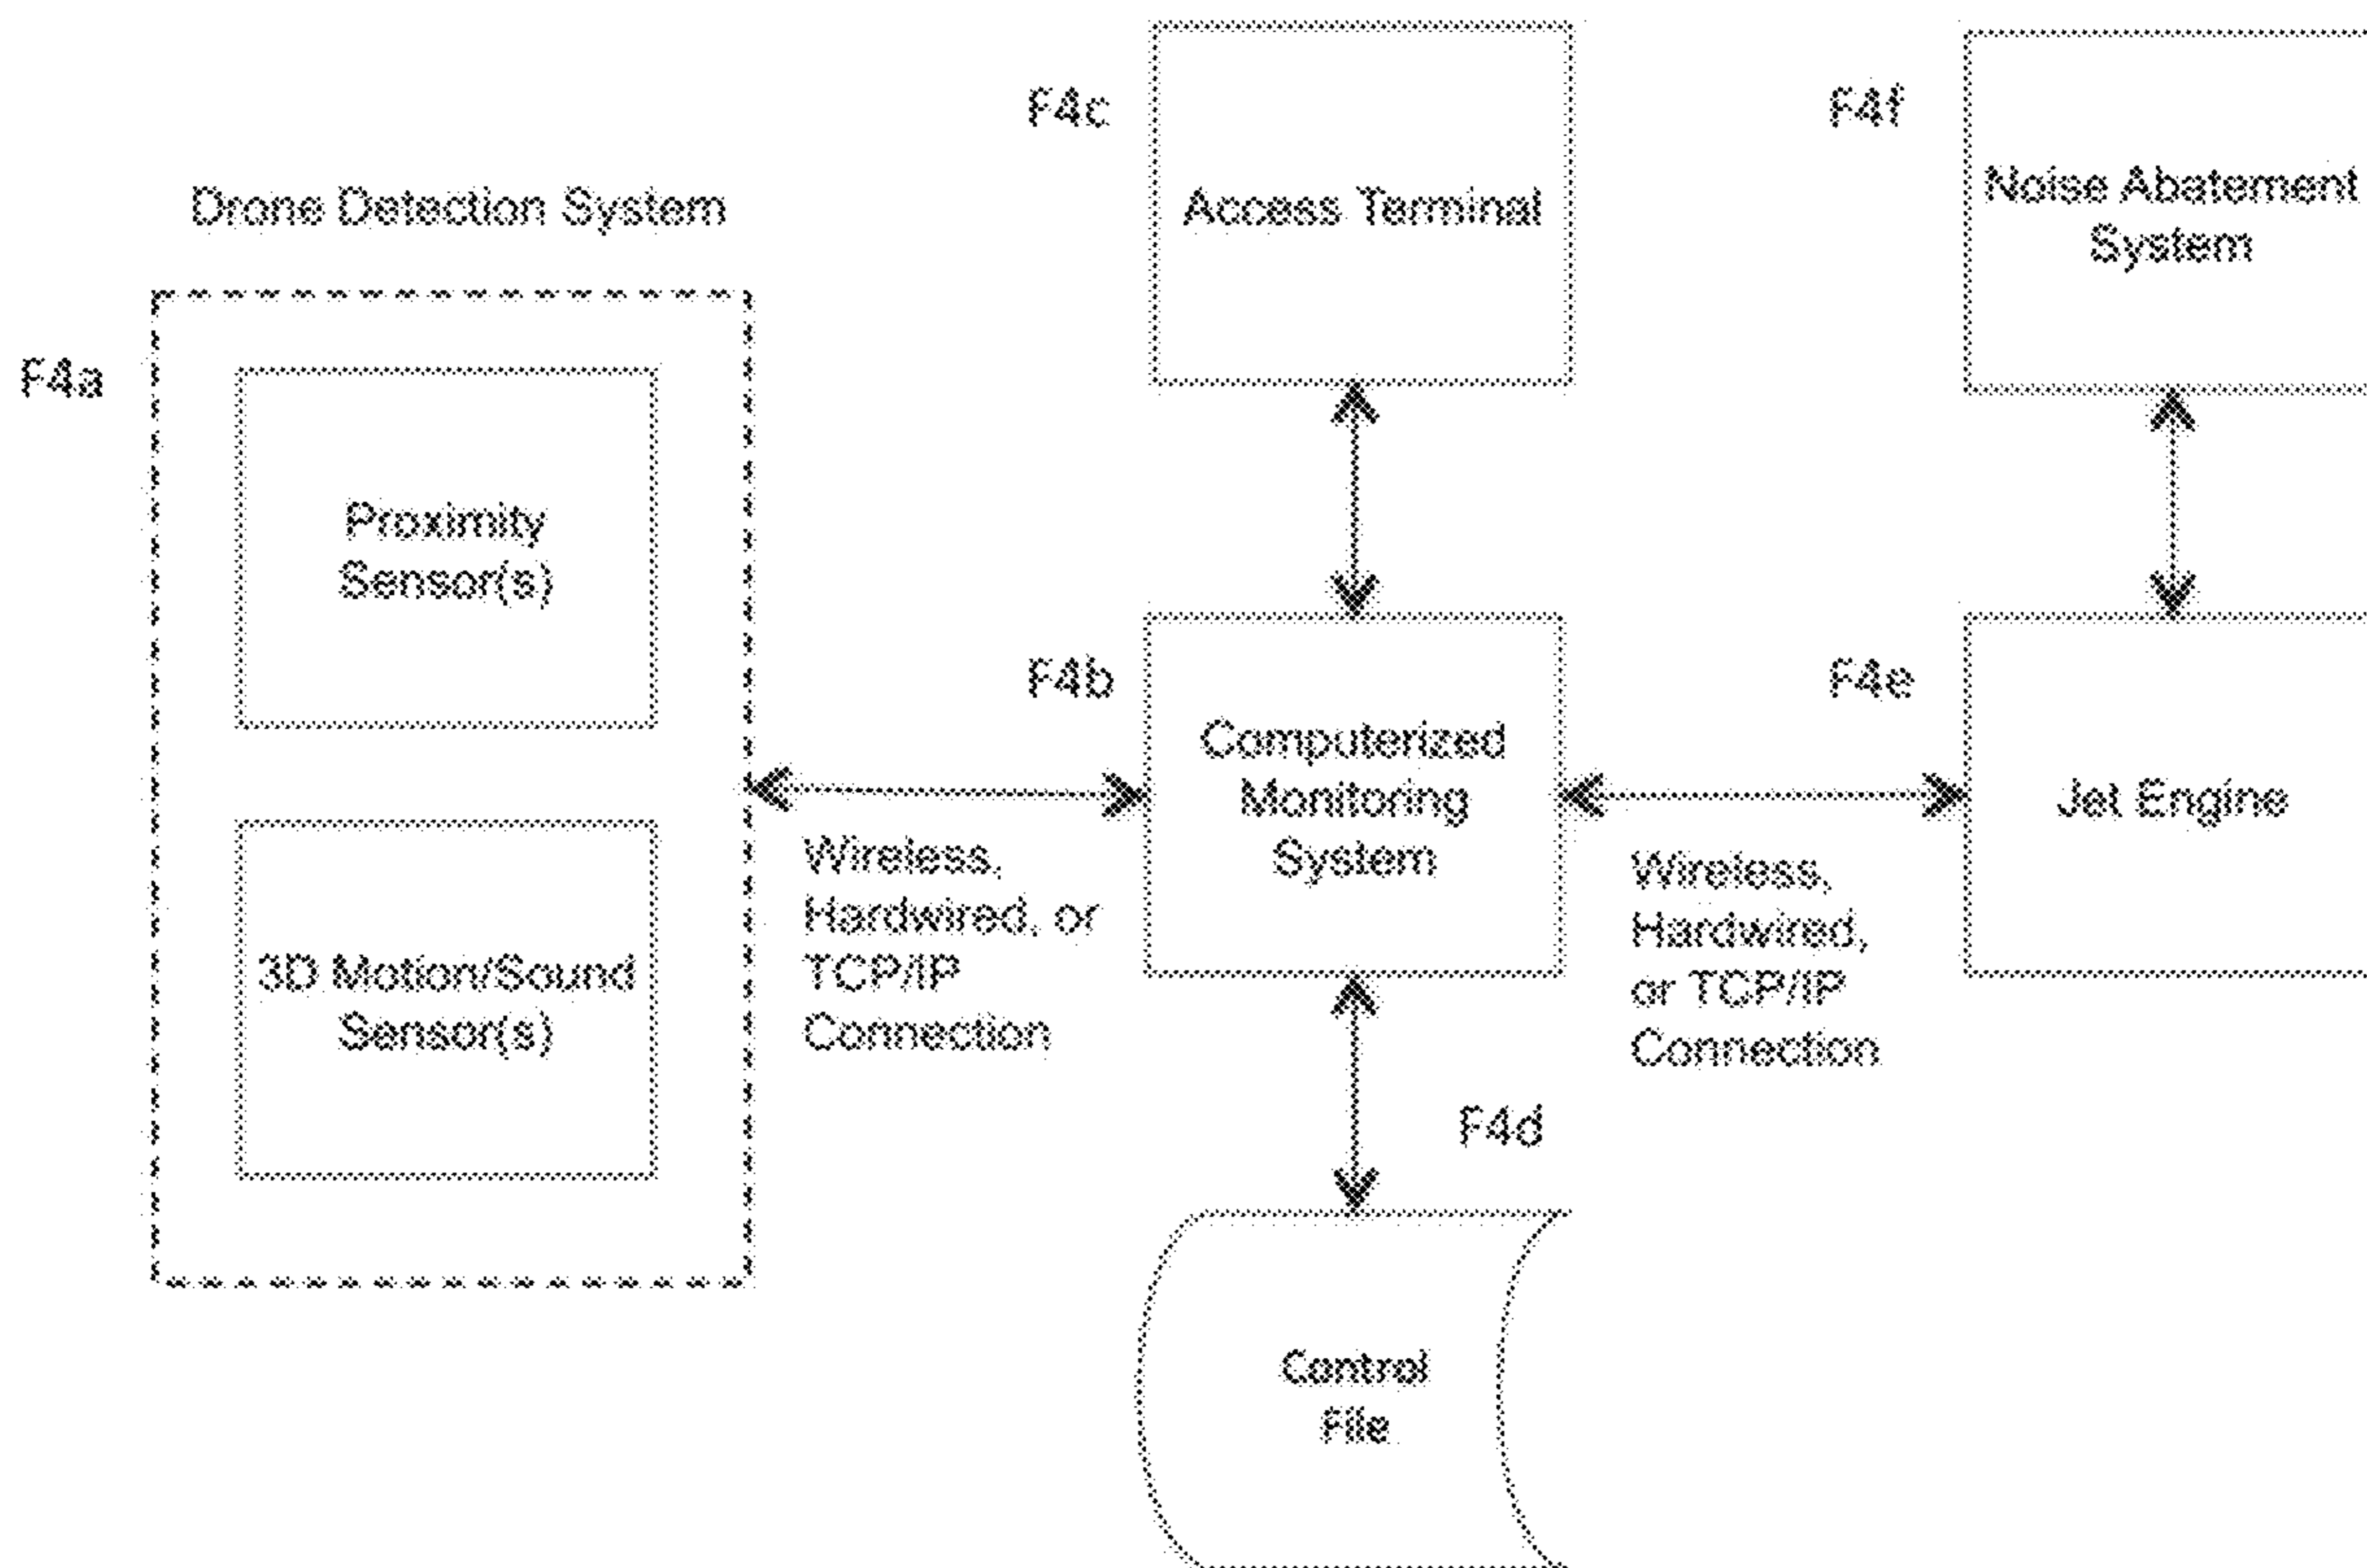 F4c
F4f
Drone Detection System
Access Terminal
Noise Abatement
System
F4a
Proximity
Sensor(s)
F4b
F4e
Computerized
Monitoring
System
Jet Engine
Wireless,
Hardwired, or
TCP/IP
Connection
Wireless,
Hardwired,
or TCP/IP
Connection
3D Motion/Sound
Sensor(s)
F4d
Control
File